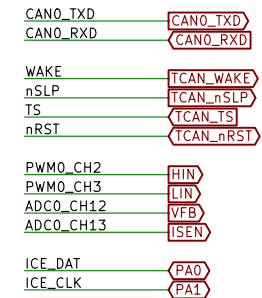 CAN0_TXD CAN0_TXD
CAN0_RXD CAN0_RXD
WAKE TCAN_WAKE
nSLP TCAN_nSLP
TS TCAN_TS
nRST TCAN_nRST
PWM0_CH2 HIN
PWM0_CH3 LIN
ADC0_CH12 VFB
ADC0_CH13 ISEN
ICE_DAT PA0
ICE_CLK PA1